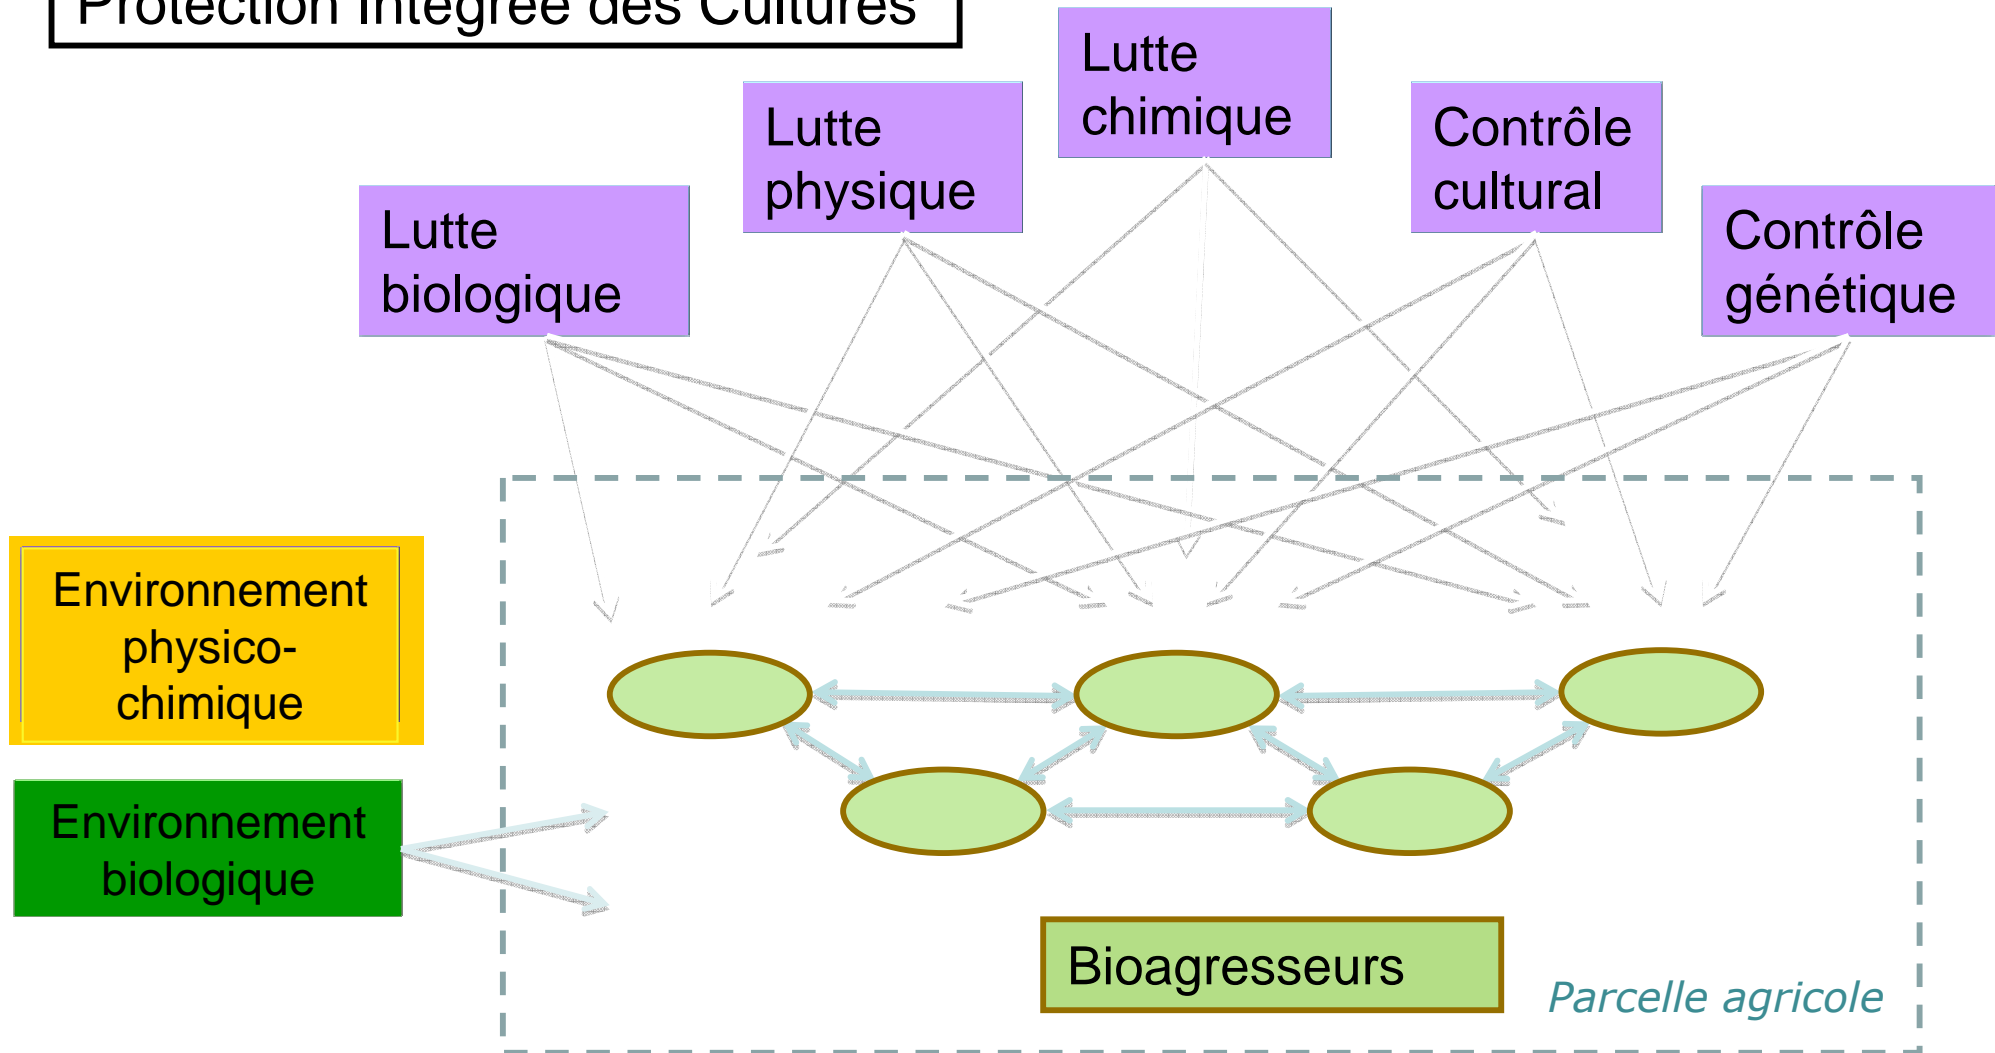 Protection Intégrée des Cultures
Lutte
chimique
Lutte
physique
Contrôle
cultural
Lutte
biologique
Contrôle
génétique
Environnement
physico-
chimique
Environnement
biologique
Bioagresseurs
Parcelle agricole